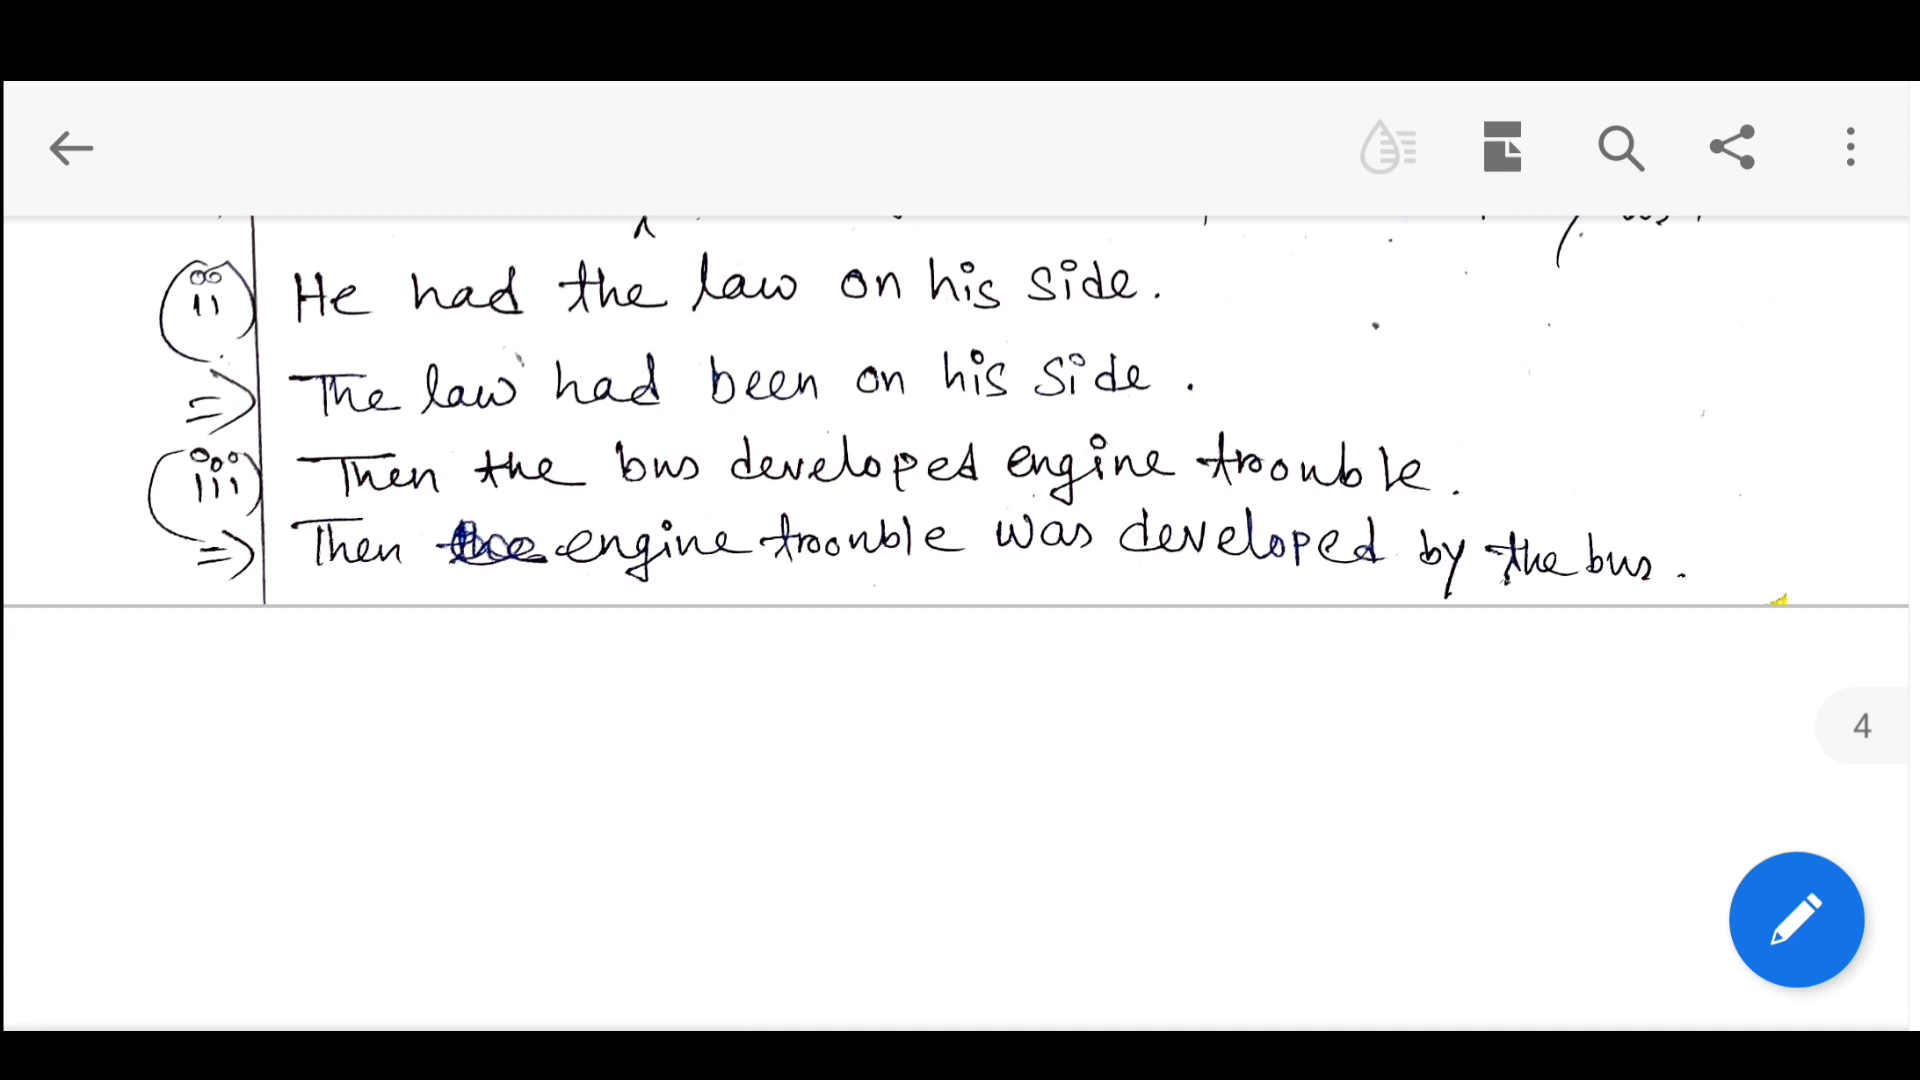 ii He had the law on his side.
=> The law had been on his side.
iii Then the bus developed engine trouble.
=> Then engine trouble was developed by the bus.
4